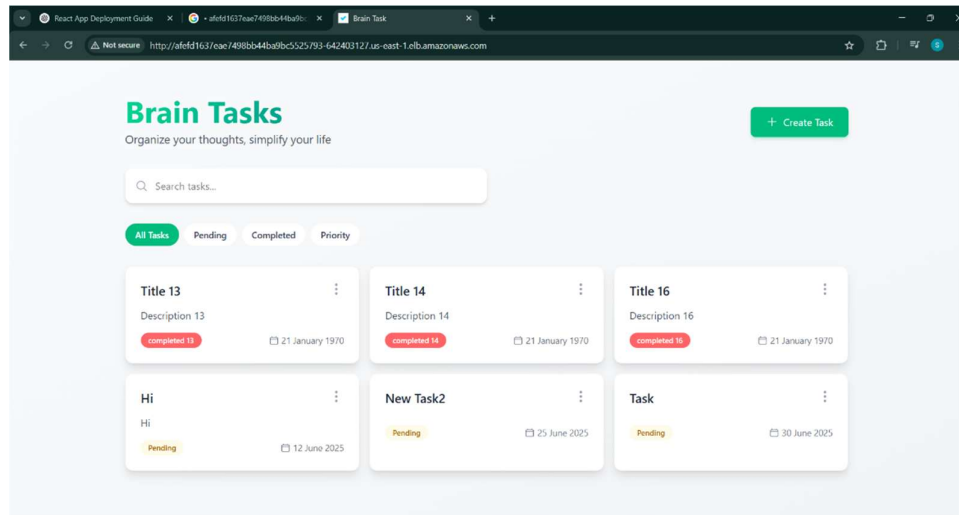 React App Deployment Guide
afefd1637eae7498bb44ba9bc
Brain Task
Not secure http://afefd1637eae7498bb44ba9bc5525793-642403127.us-east-1.elb.amazonaws.com
S
Brain Tasks
Organize your thoughts, simplify your life
+ Create Task
Search tasks...
All Tasks Pending Completed Priority
Title 13
Description 13
completed 13 21 January 1970
Title 14
Description 14
completed 14 21 January 1970
Title 16
Description 16
completed 16 21 January 1970
Hi
Hi
Pending 12 June 2025
New Task2
Pending 25 June 2025
Task
Pending 30 June 2025